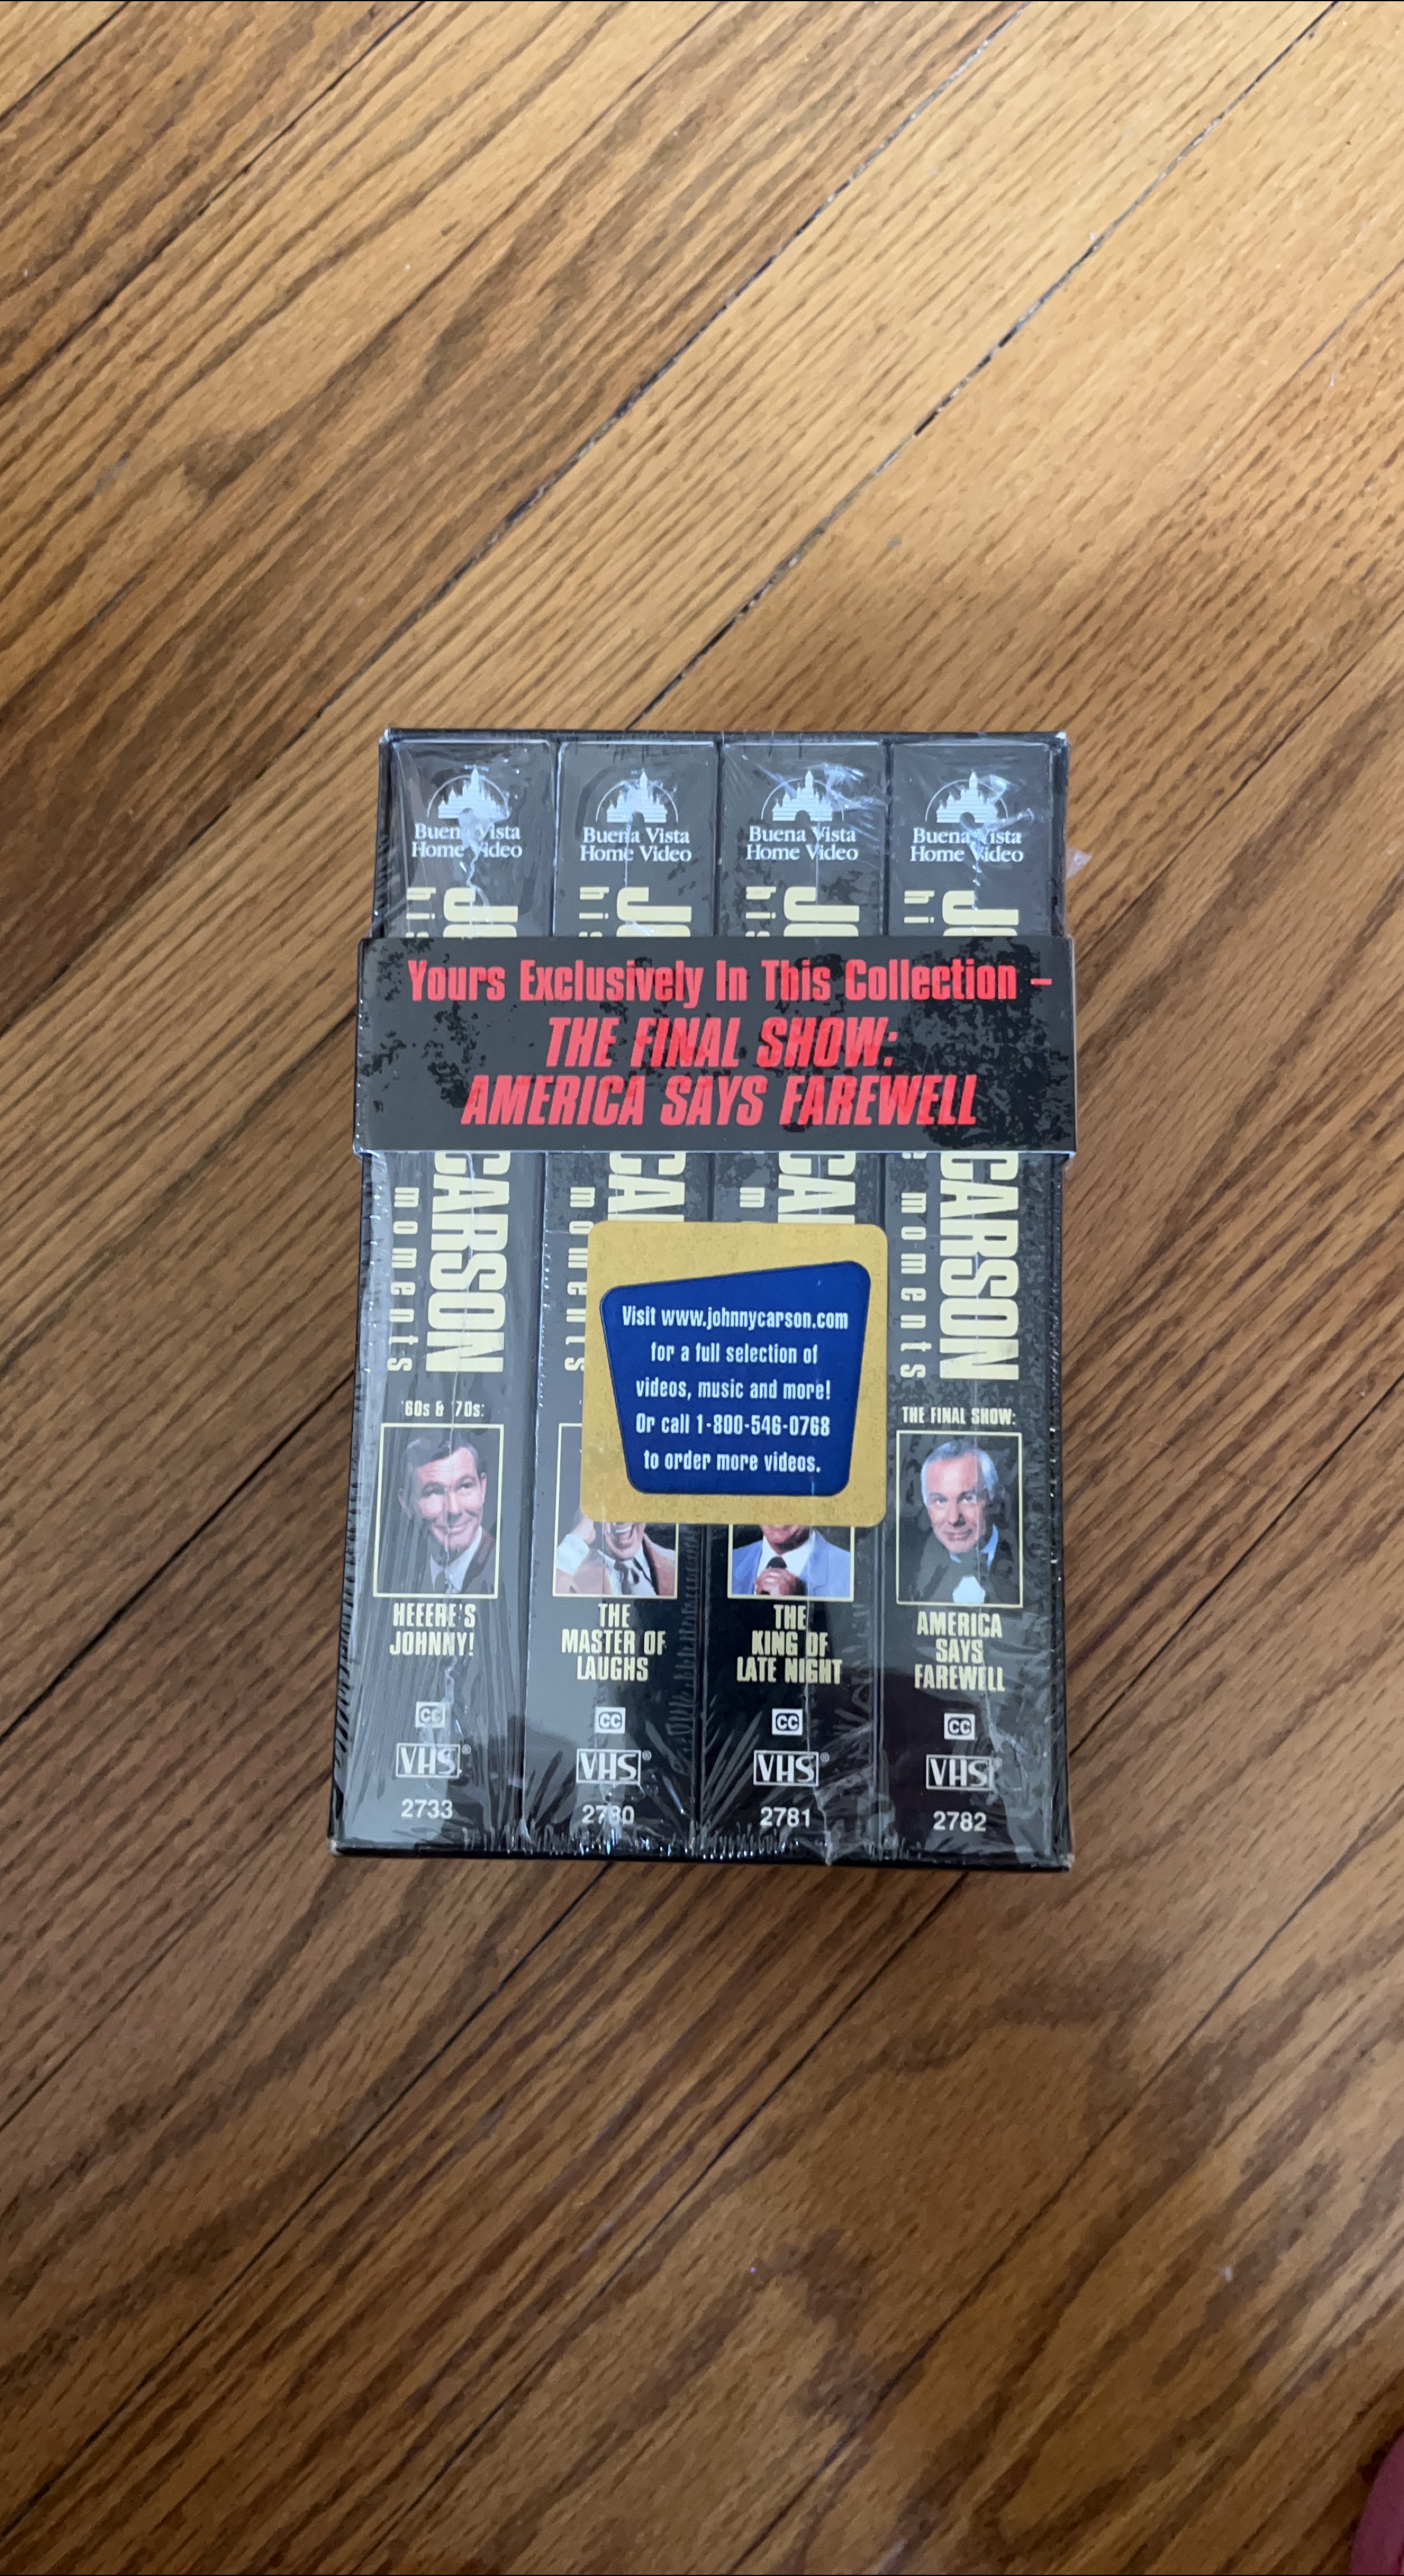 Buena Vista
Home Video
Buena Vista
Home Video
Buena Vista
Home Video
Buena Vista
Home Video
Yours Exclusively In This Collection –
THE FINAL SHOW:
AMERICA SAYS FAREWELL
CARSON
moments
'60s & '70s:
HEEERE'S
JOHNNY!
CC
VHS®
2733
THE
MASTER OF
LAUGHS
CC
VHS®
2780
THE
KING OF
LATE NIGHT
CC
VHS®
2781
CARSON
moments
THE FINAL SHOW:
AMERICA
SAYS
FAREWELL
CC
VHS®
2782
Visit www.johnnycarson.com
for a full selection of
videos, music and more!
Or call 1-800-546-0768
to order more videos.